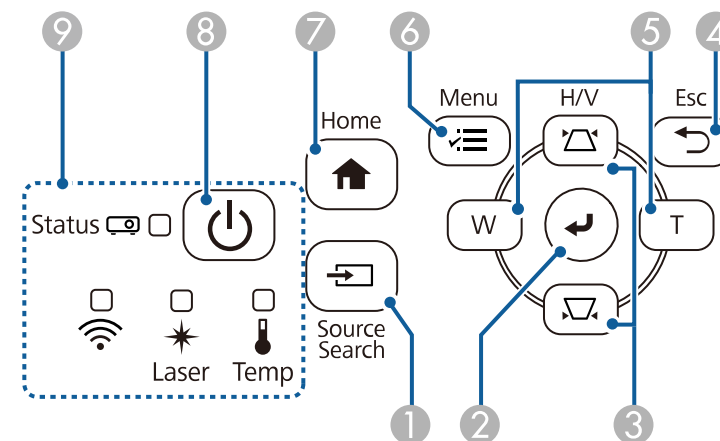 9 8 7 6 5 4
Menu H/V Esc
Home
Status
W T
Source
Search
Laser Temp
1 2 3